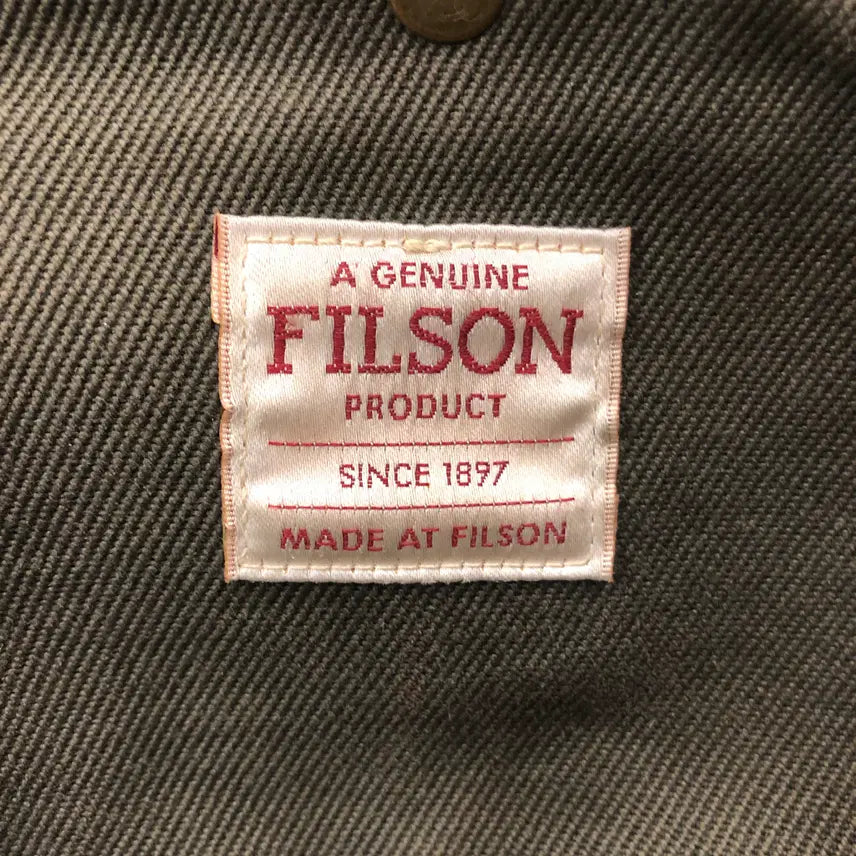 A GENUINE
FILSON
PRODUCT
SINCE 1897
MADE AT FILSON